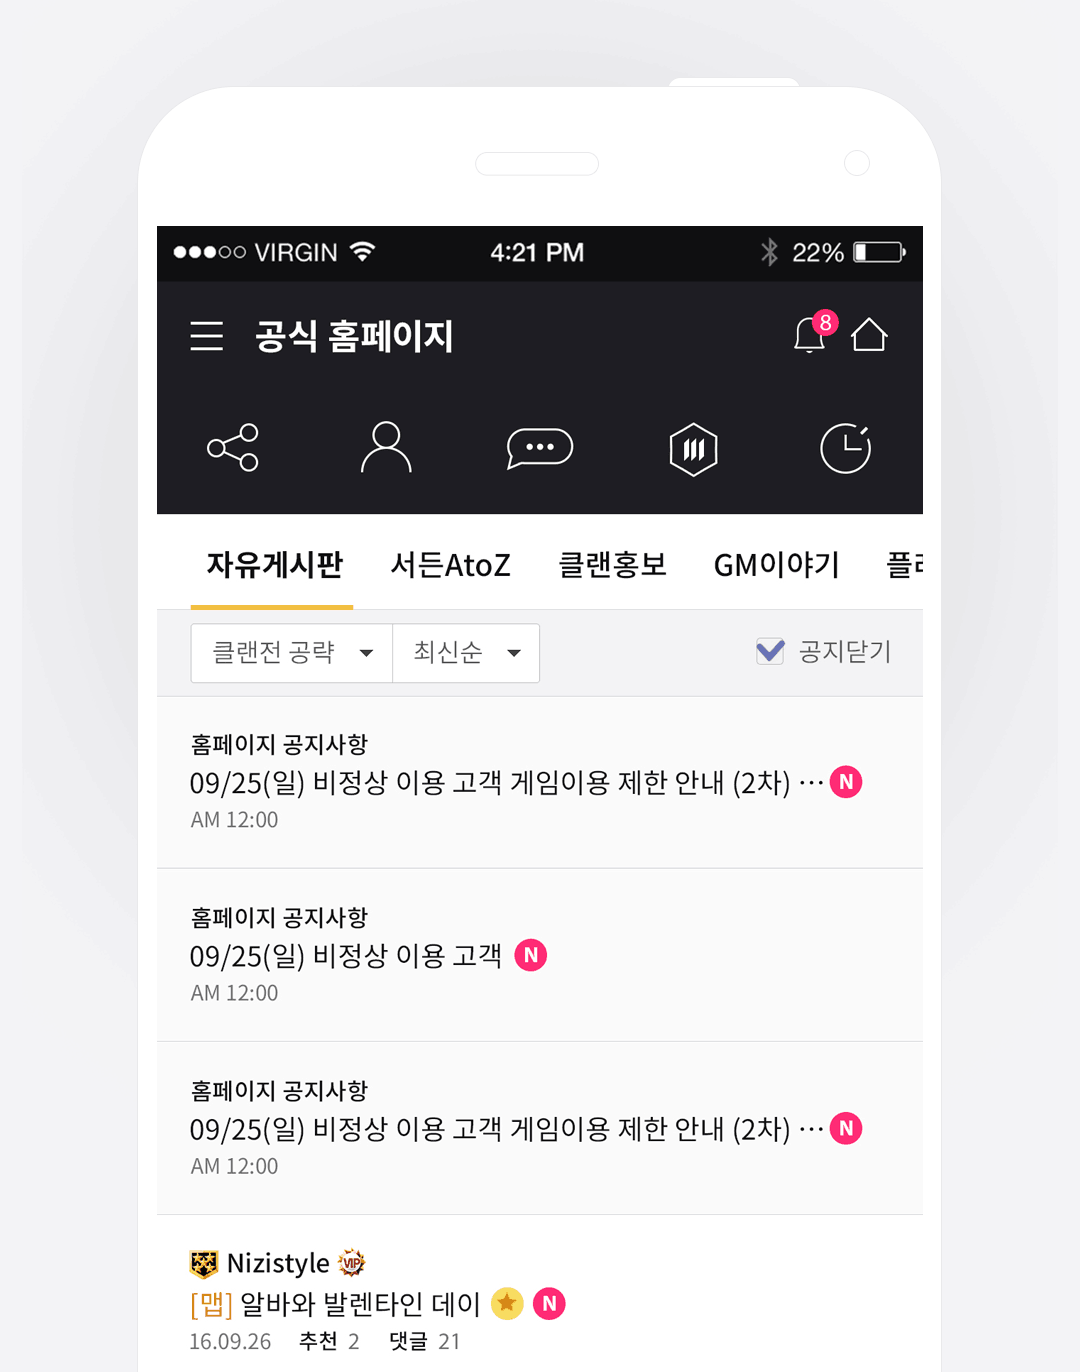 VIRGIN 4:21 PM 22%
공식 홈페이지 8
자유게시판 서든AtoZ 클랜홍보 GM이야기 플
클랜전 공략 최신순 공지닫기
홈페이지 공지사항
09/25(일) 비정상 이용 고객 게임이용 제한 안내 (2차) ··· N
AM 12:00
홈페이지 공지사항
09/25(일) 비정상 이용 고객 N
AM 12:00
홈페이지 공지사항
09/25(일) 비정상 이용 고객 게임이용 제한 안내 (2차) ··· N
AM 12:00
Nizistyle VIP
[맵] 알바와 발렌타인 데이 N
16.09.26 추천 2 댓글 21